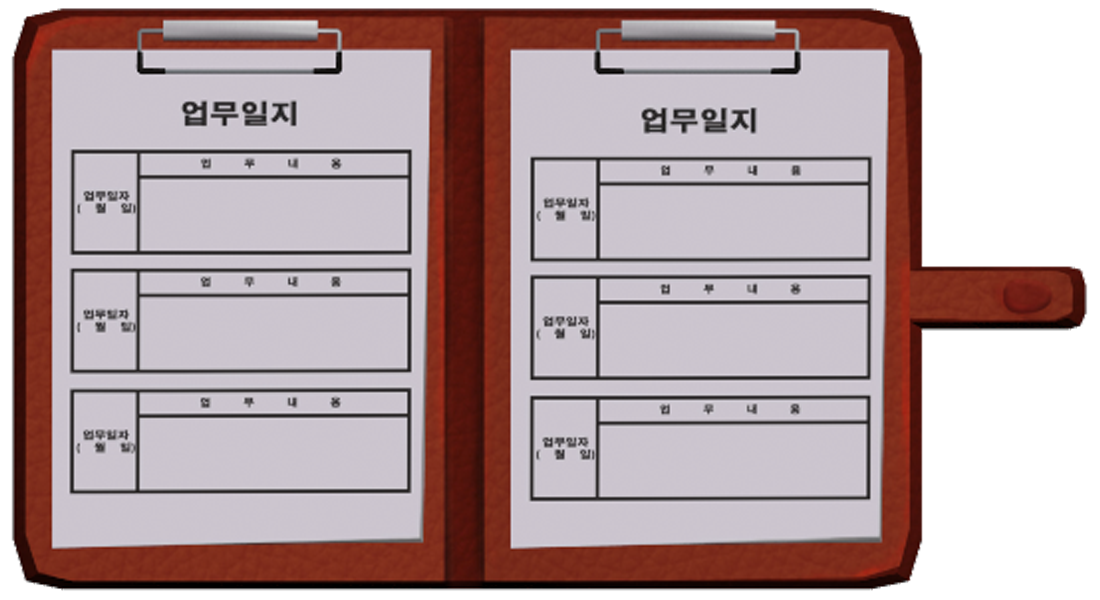 업무일지
업 무 내 용
업무일자
( 월 일)
업 무 내 용
업무일자
( 월 일)
업 무 내 용
업무일자
( 월 일)
업무일지
업 무 내 용
업무일자
( 월 일)
업 무 내 용
업무일자
( 월 일)
업 무 내 용
업무일자
( 월 일)